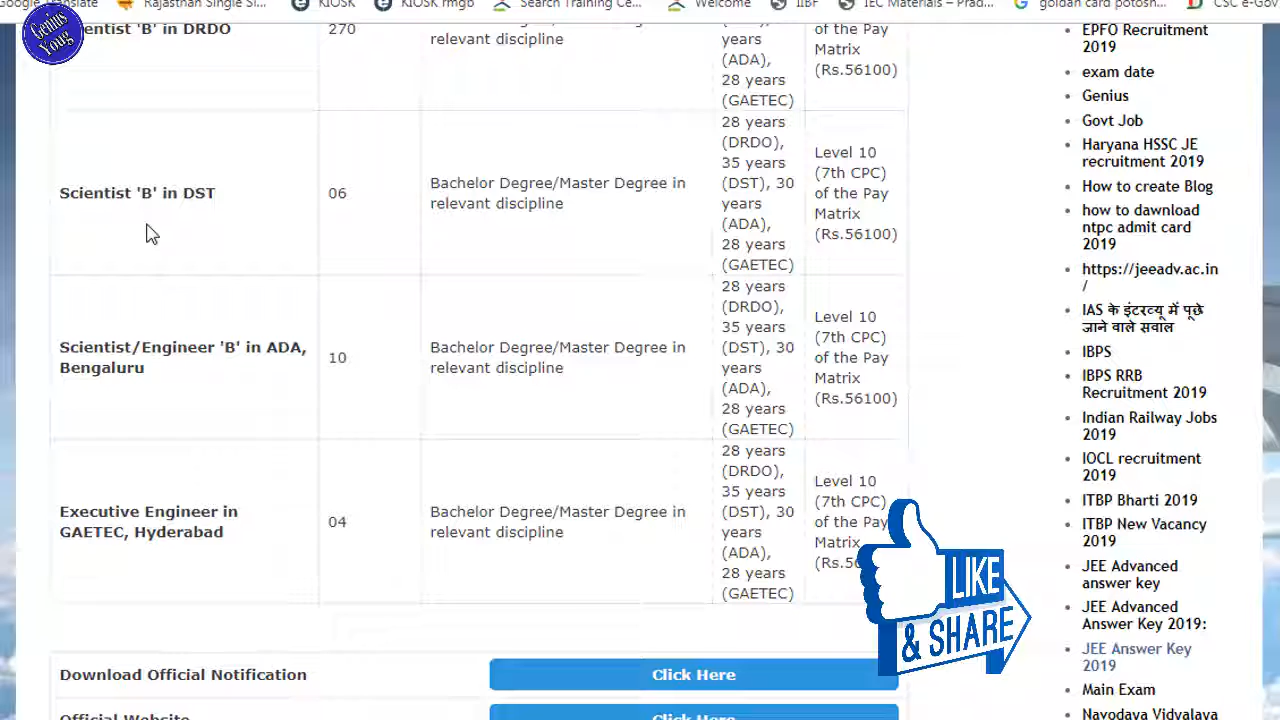 Translate
Rajasthan Single Si...
KIOSK
KIOSK rmgb
Search Training Ce...
Welcome
IIBF
IEC Materials – Prad...
goldan card potosh...
CSC e-Gov
Genius
Young
Scientist 'B' in DRDO
270
relevant discipline
years
(ADA),
28 years
(GAETEC)
of the Pay
Matrix
(Rs.56100)
Scientist 'B' in DST
06
Bachelor Degree/Master Degree in
relevant discipline
28 years
(DRDO),
35 years
(DST), 30
years
(ADA),
28 years
(GAETEC)
Level 10
(7th CPC)
of the Pay
Matrix
(Rs.56100)
Scientist/Engineer 'B' in ADA,
Bengaluru
10
Bachelor Degree/Master Degree in
relevant discipline
28 years
(DRDO),
35 years
(DST), 30
years
(ADA),
28 years
(GAETEC)
Level 10
(7th CPC)
of the Pay
Matrix
(Rs.56100)
Executive Engineer in
GAETEC, Hyderabad
04
Bachelor Degree/Master Degree in
relevant discipline
28 years
(DRDO),
35 years
(DST), 30
years
(ADA),
28 years
(GAETEC)
Level 10
(7th CPC)
of the Pay
Matrix
LIKE
& SHARE
Download Official Notification
Click Here
Official Website
Click Here
EPFO Recruitment
2019
exam date
Genius
Govt Job
Haryana HSSC JE
recruitment 2019
How to create Blog
how to dawnload
ntpc admit card
2019
https://jeeadv.ac.in
/
IAS के इंटरव्यू में पूछे
जाने वाले सवाल
IBPS
IBPS RRB
Recruitment 2019
Indian Railway Jobs
2019
IOCL recruitment
2019
ITBP Bharti 2019
ITBP New Vacancy
2019
JEE Advanced
answer key
JEE Advanced
Answer Key 2019:
JEE Answer Key
2019
Main Exam
Navodaya Vidyalaya